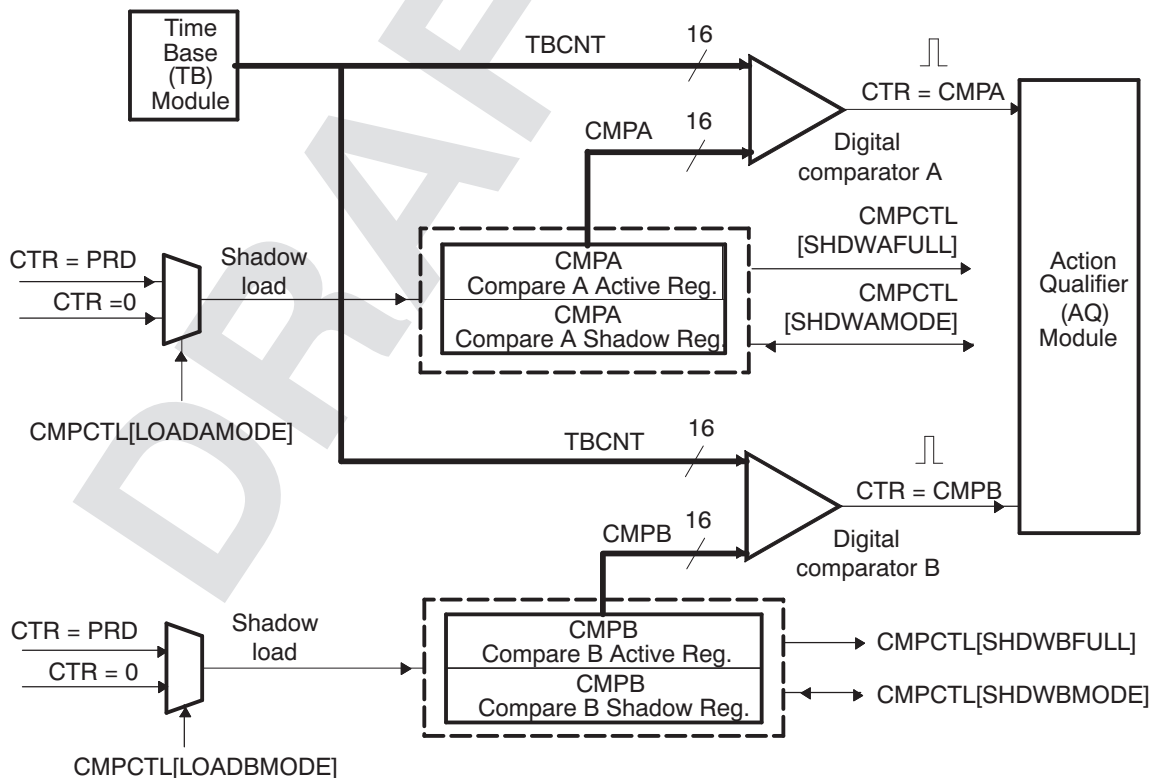 Time
Base
(TB)
Module
TBCNT
16
CTR = CMPA
CMPA
16
Digital
comparator A
CMPCTL
[SHDWAFULL]
CMPCTL
[SHDWAMODE]
Action
Qualifier
(AQ)
Module
CTR = PRD
CTR =0
Shadow
load
CMPA
Compare A Active Reg.
CMPA
Compare A Shadow Reg.
CMPCTL[LOADAMODE]
TBCNT
16
CTR = CMPB
CMPB
16
Digital
comparator B
CTR = PRD
CTR = 0
Shadow
load
CMPB
Compare B Active Reg.
CMPB
Compare B Shadow Reg.
CMPCTL[SHDWBFULL]
CMPCTL[SHDWBMODE]
CMPCTL[LOADBMODE]
DRAF